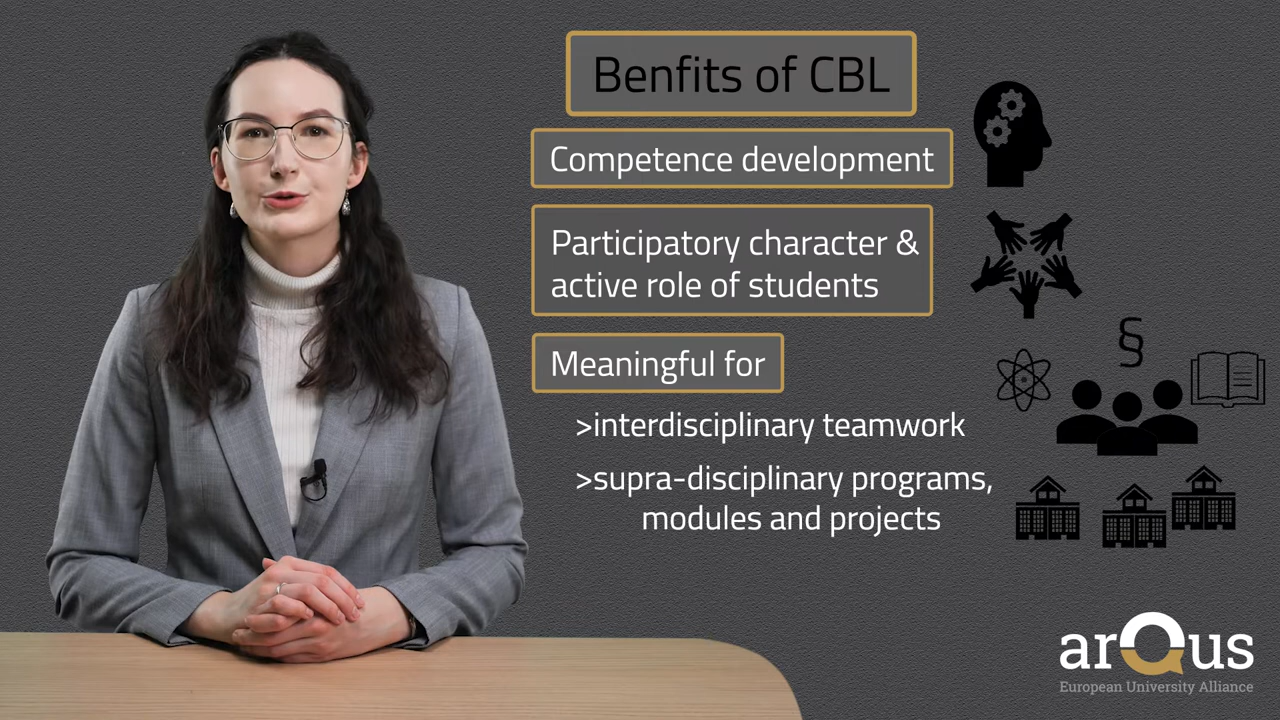 Benfits of CBL
Competence development
Participatory character &
active role of students
Meaningful for
§
>interdisciplinary teamwork
>supra-disciplinary programs,
modules and projects
arQus
European University Alliance